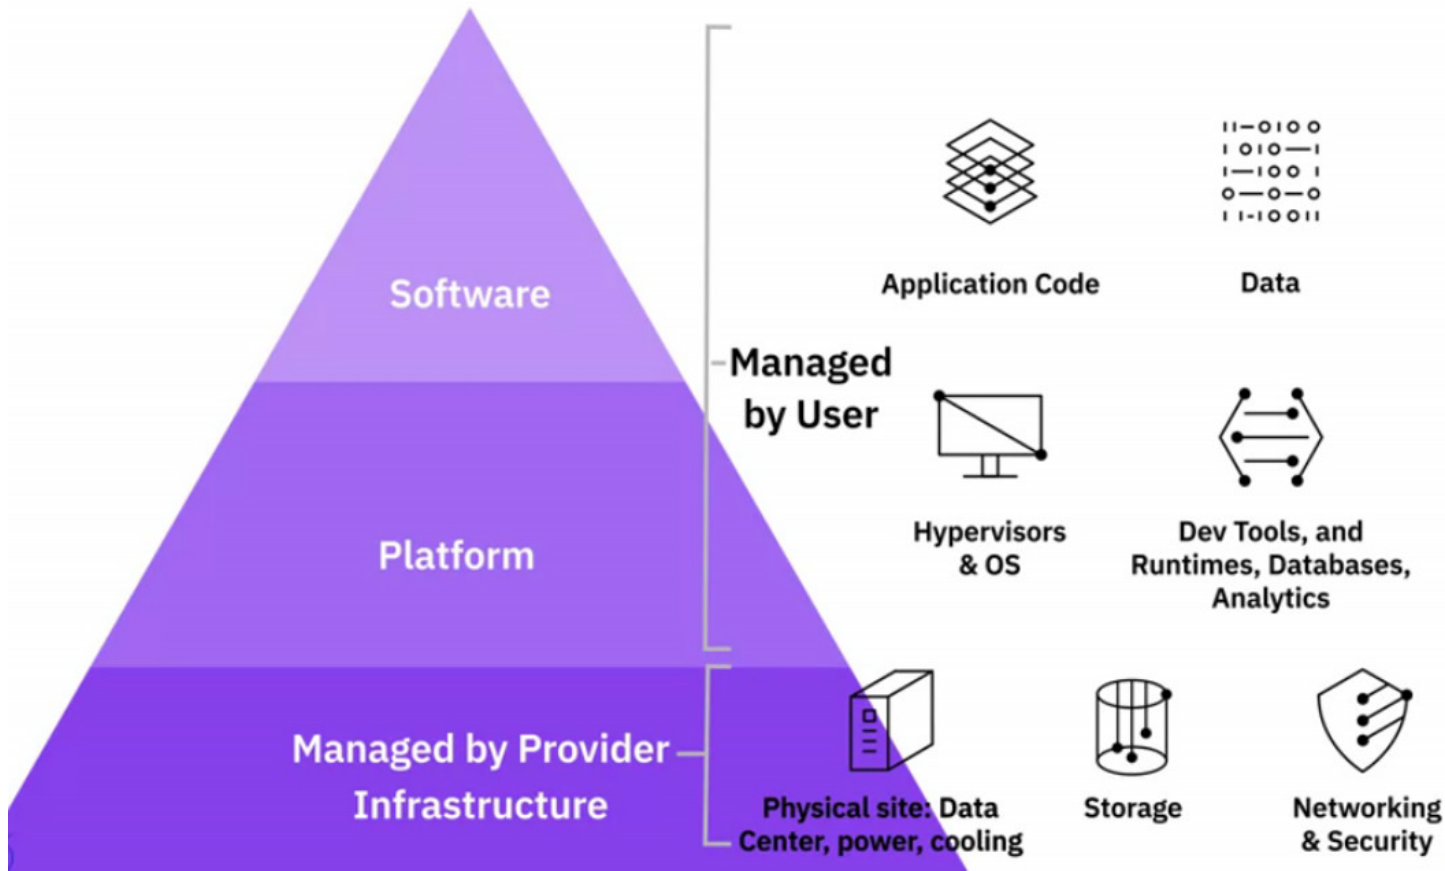 Software
Application Code
Data
Managed
by User
Platform
Hypervisors
& OS
Dev Tools, and
Runtimes, Databases,
Analytics
Managed by Provider
Infrastructure
Physical site: Data
Center, power, cooling
Storage
Networking
& Security